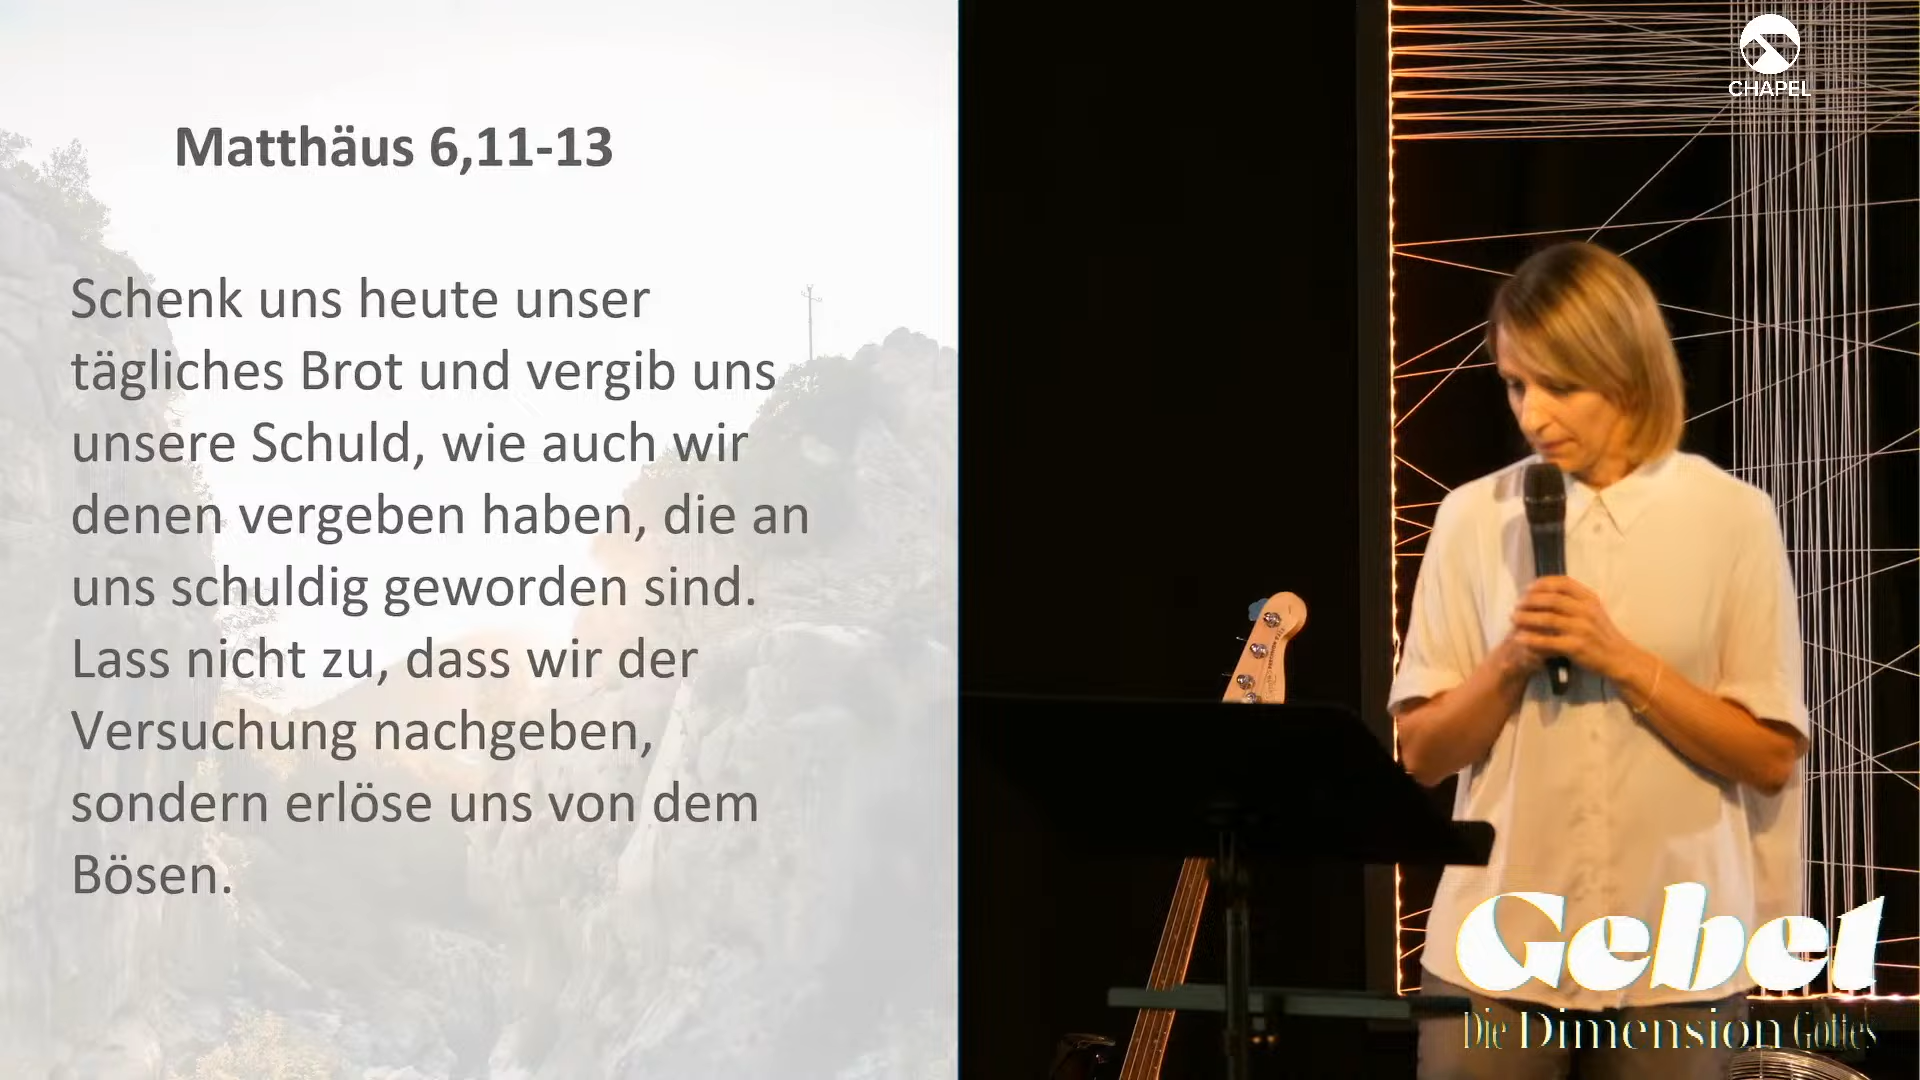 Matthäus 6,11-13
Schenk uns heute unser
tägliches Brot und vergib uns
unsere Schuld, wie auch wir
denen vergeben haben, die an
uns schuldig geworden sind.
Lass nicht zu, dass wir der
Versuchung nachgeben,
sondern erlöse uns von dem
Bösen.
CHAPEL
Gebet
Die Dimension Gottes